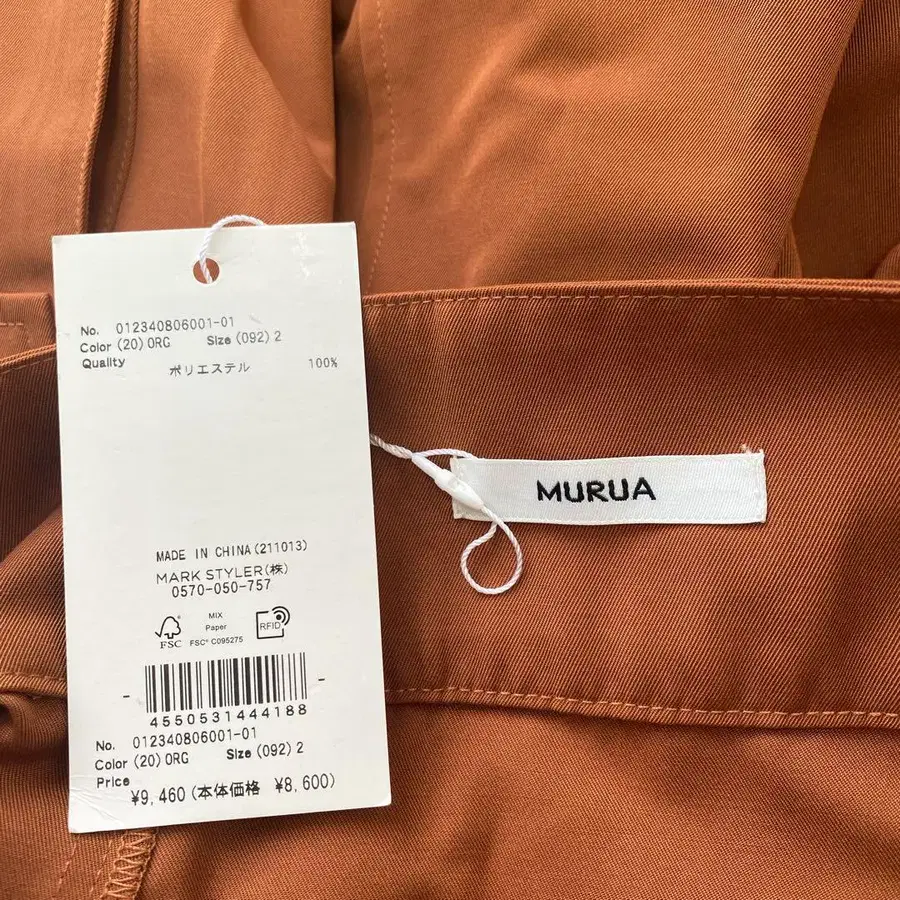 No. 012340806001-01
Color (20) ORG Size (092) 2
Quality
ポリエステル 100%
MADE IN CHINA(211013)
MARK STYLER(株)
0570-050-757
MIX
Paper
FSC
FSC® C095275
RFID
4550531444188
No. 012340806001-01
Color (20) ORG Size (092) 2
Price
¥9,460 (本体価格 ¥8,600)
MURUA